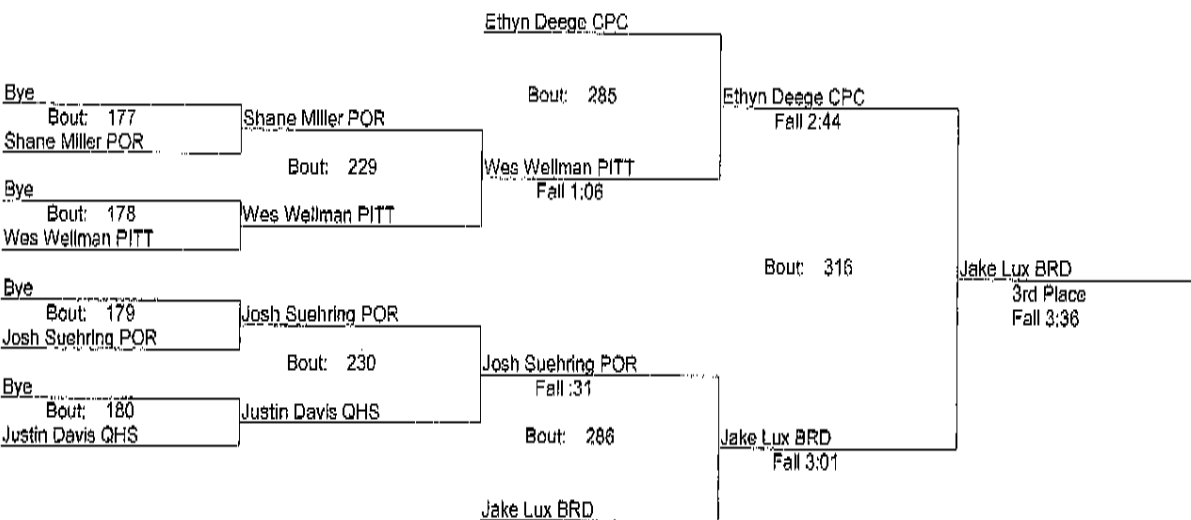 Ethyn Deege CPC
Bye
Bout: 177
Shane Miller POR
Shane Miller POR
Bout: 229
Bye
Bout: 178
Wes Wellman PITT
Wes Wellman PITT
Wes Wellman PITT
Fall 1:06
Bout: 285
Ethyn Deege CPC
Fall 2:44
Bye
Bout: 179
Josh Suehring POR
Josh Suehring POR
Bout: 230
Bye
Bout: 180
Justin Davis QHS
Justin Davis QHS
Josh Suehring POR
Fall :31
Bout: 286
Jake Lux BRD
Jake Lux BRD
Fall 3:01
Bout: 316
Jake Lux BRD
3rd Place
Fall 3:36